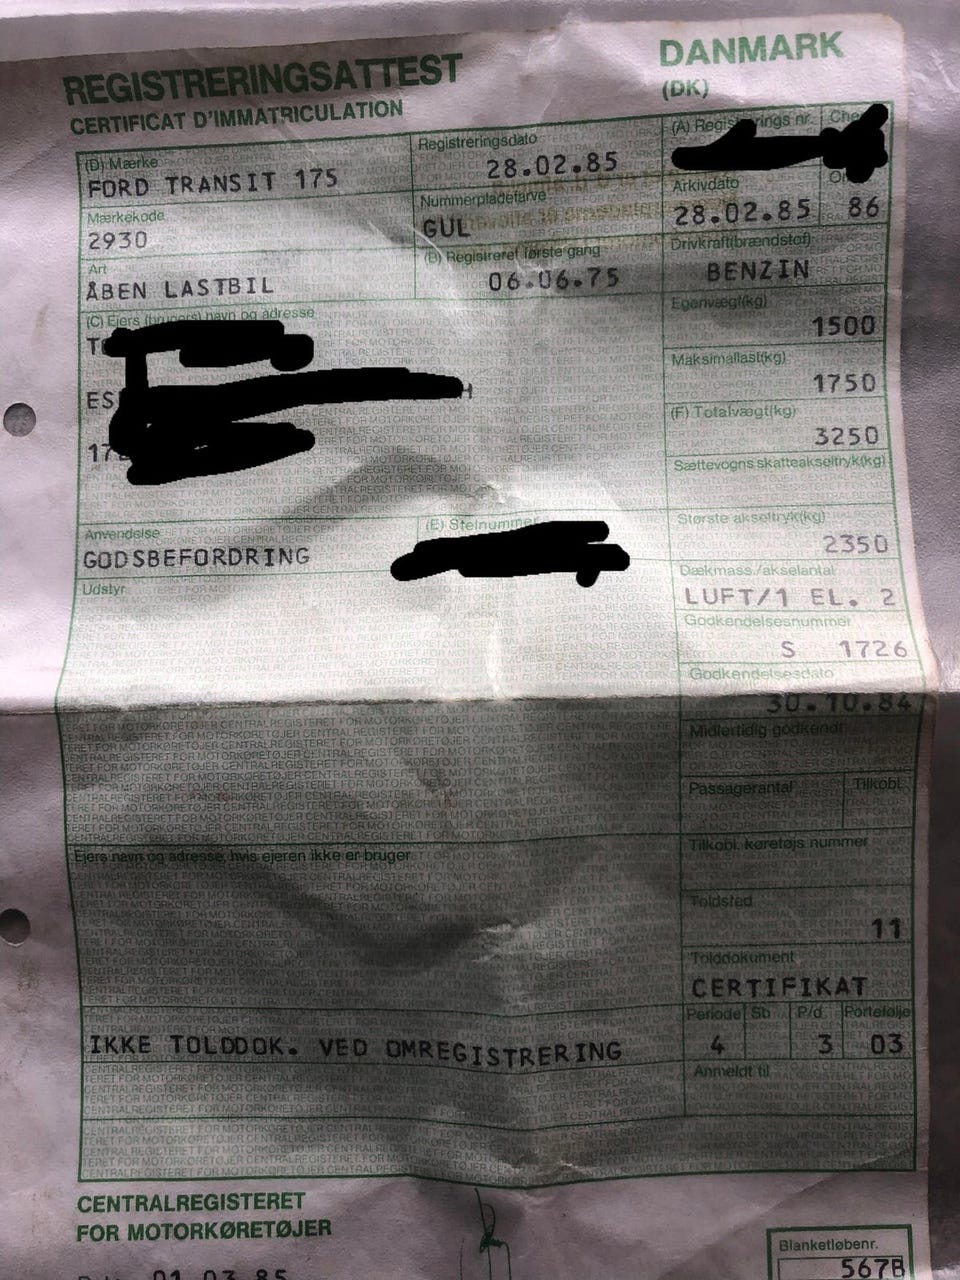 REGISTRERINGSATTEST
CERTIFICAT D'IMMATRICULATION
DANMARK
(DK)
(D) Mærke
FORD TRANSIT 175
Registreringsdato
28.02.85
(A) Registrerings nr.
Mærkekode
2930
Nummerpladefarve
GUL
Arkivdato
28.02.85
86
Art
ÅBEN LASTBIL
(B) Registreret første gang
06.06.75
Drivkraft(brændstof)
BENZIN
(C) Ejers (brugers) navn og adresse
Egenvægt(kg)
1500
Maksimallast(kg)
1750
(F) Totalvægt(kg)
3250
Sættevogns skatteakseltryk(kg)
Anvendelse
GODSBEFORDRING
(E) Stelnummer
Største akseltryk(kg)
2350
Udstyr
Dækmass./akselantal
LUFT/1 EL. 2
Godkendelsesnummer
S 1726
Godkendelsesdato
30.10.84
Midlertidig godkendt
Passagerantal
Tilkobl.
Ejers navn og adresse, hvis ejeren ikke er bruger
Tilkobl. køretøjs nummer
Toldsted
11
Tolddokument
CERTIFIKAT
Periode Sb P/d Portefølje
4 3 03
IKKE TOLDDOK. VED OMREGISTRERING
Anmeldt til
CENTRALREGISTERET
FOR MOTORKØRETØJER
01.03.85
Blanketløbenr.
567B